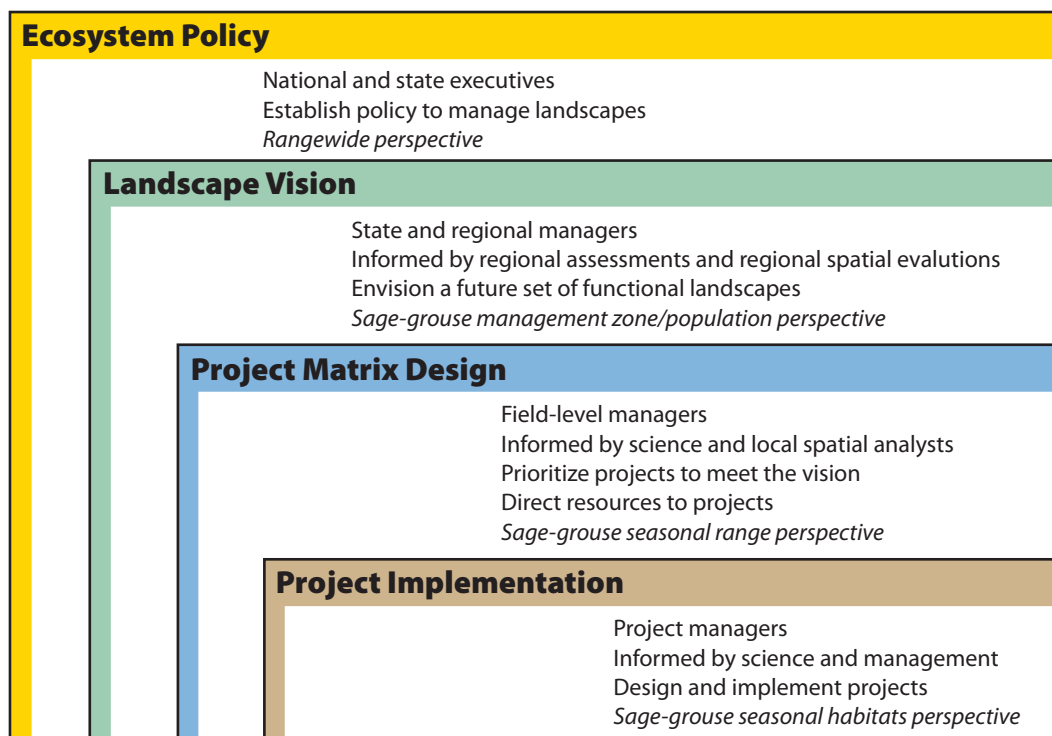 Ecosystem Policy
National and state executives
Establish policy to manage landscapes
Rangewide perspective
Landscape Vision
State and regional managers
Informed by regional assessments and regional spatial evalutions
Envision a future set of functional landscapes
Sage-grouse management zone/population perspective
Project Matrix Design
Field-level managers
Informed by science and local spatial analysts
Prioritize projects to meet the vision
Direct resources to projects
Sage-grouse seasonal range perspective
Project Implementation
Project managers
Informed by science and management
Design and implement projects
Sage-grouse seasonal habitats perspective